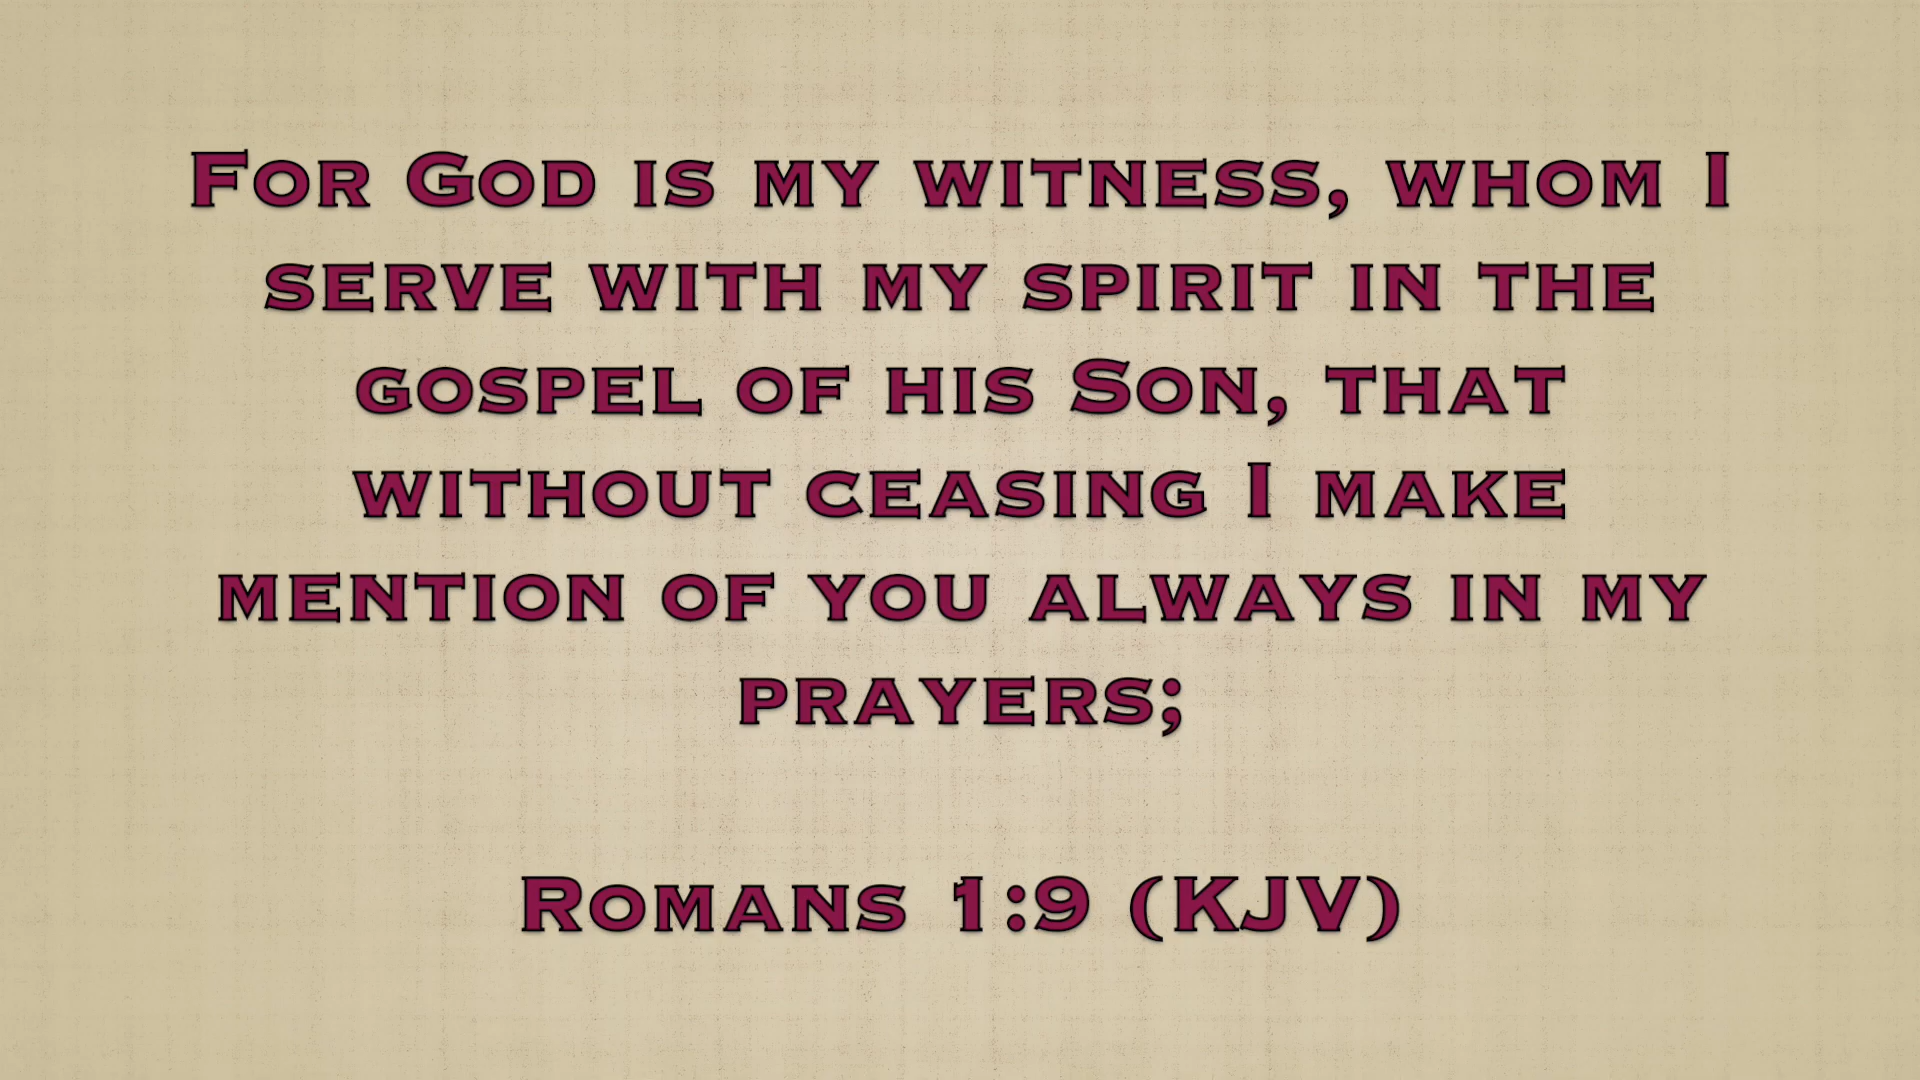 For God is my witness, whom I
serve with my spirit in the
gospel of his Son, that
without ceasing I make
mention of you always in my
prayers;
Romans 1:9 (KJV)